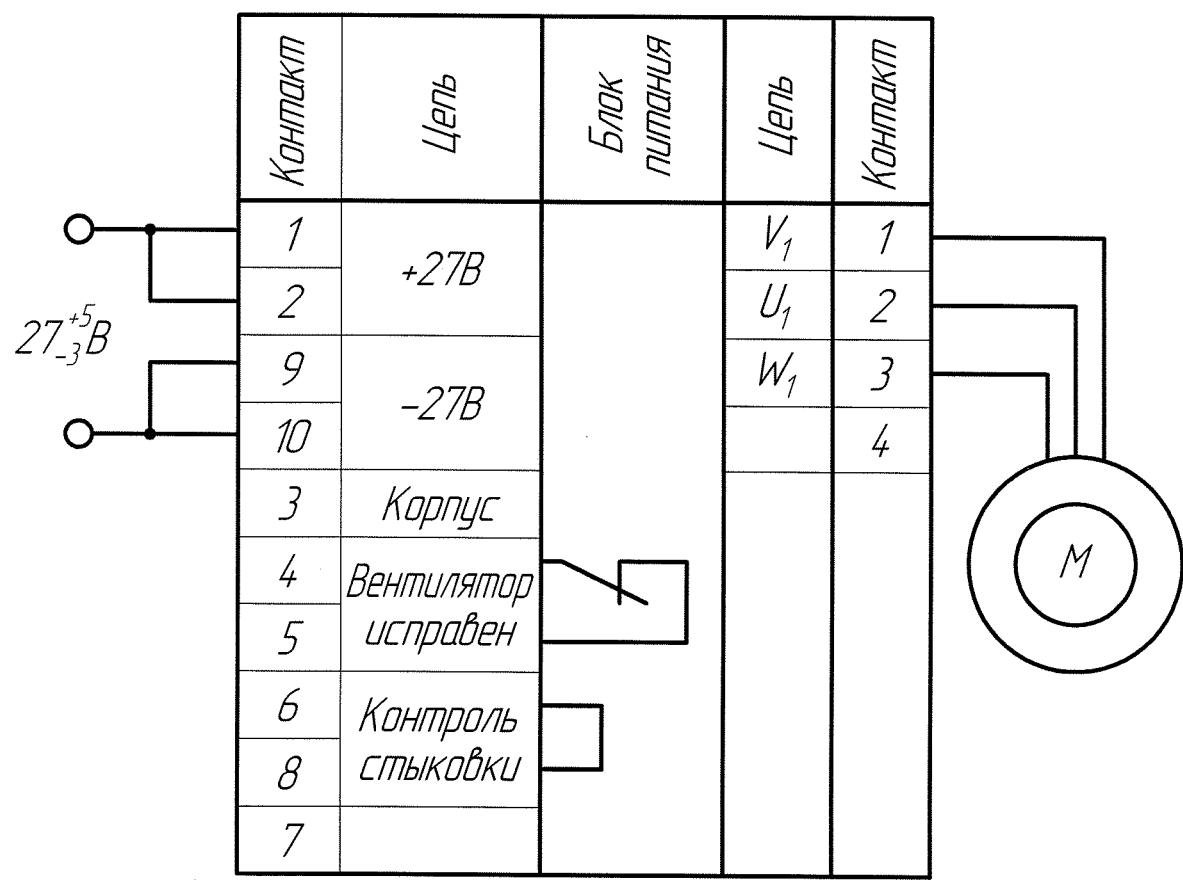 Контакт Цепь Блок питания Цепь Контакт
1 +27В V₁ 1
2 U₁ 2
27 +5 −3 В
9 −27В W₁ 3
10 4
3 Корпус
4 Вентилятор
5 исправен
M
6 Контроль
8 стыковки
7